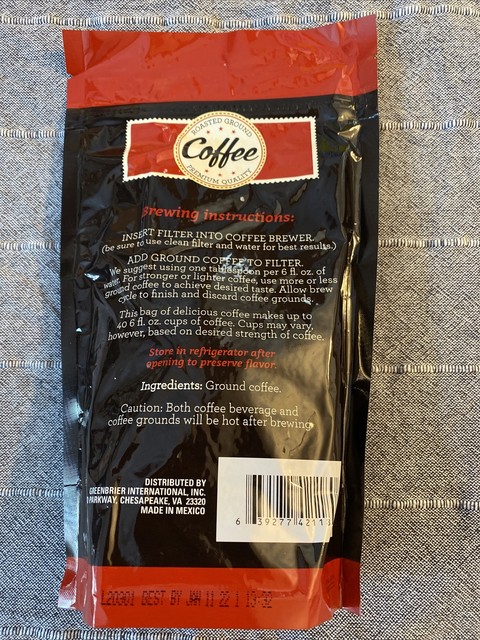 ROASTED GROUND
Coffee
PREMIUM QUALITY
Brewing instructions:
INSERT FILTER INTO COFFEE BREWER.
(be sure to use clean filter and water for best results.)
ADD GROUND COFFEE TO FILTER.
We suggest using one tablespoon per 6 fl. oz. of
water. For stronger or lighter coffee, use more or less
ground coffee to achieve desired taste. Allow brew
cycle to finish and discard coffee grounds.
This bag of delicious coffee makes up to
40 6 fl. oz. cups of coffee. Cups may vary,
however, based on desired strength of coffee.
Store in refrigerator after
opening to preserve flavor.
Ingredients: Ground coffee.
Caution: Both coffee beverage and
coffee grounds will be hot after brewing.
DISTRIBUTED BY
GREENBRIER INTERNATIONAL, INC.
PARKWAY, CHESAPEAKE, VA 23320
MADE IN MEXICO
6 39277 42113
BEST BY JAN 11 22